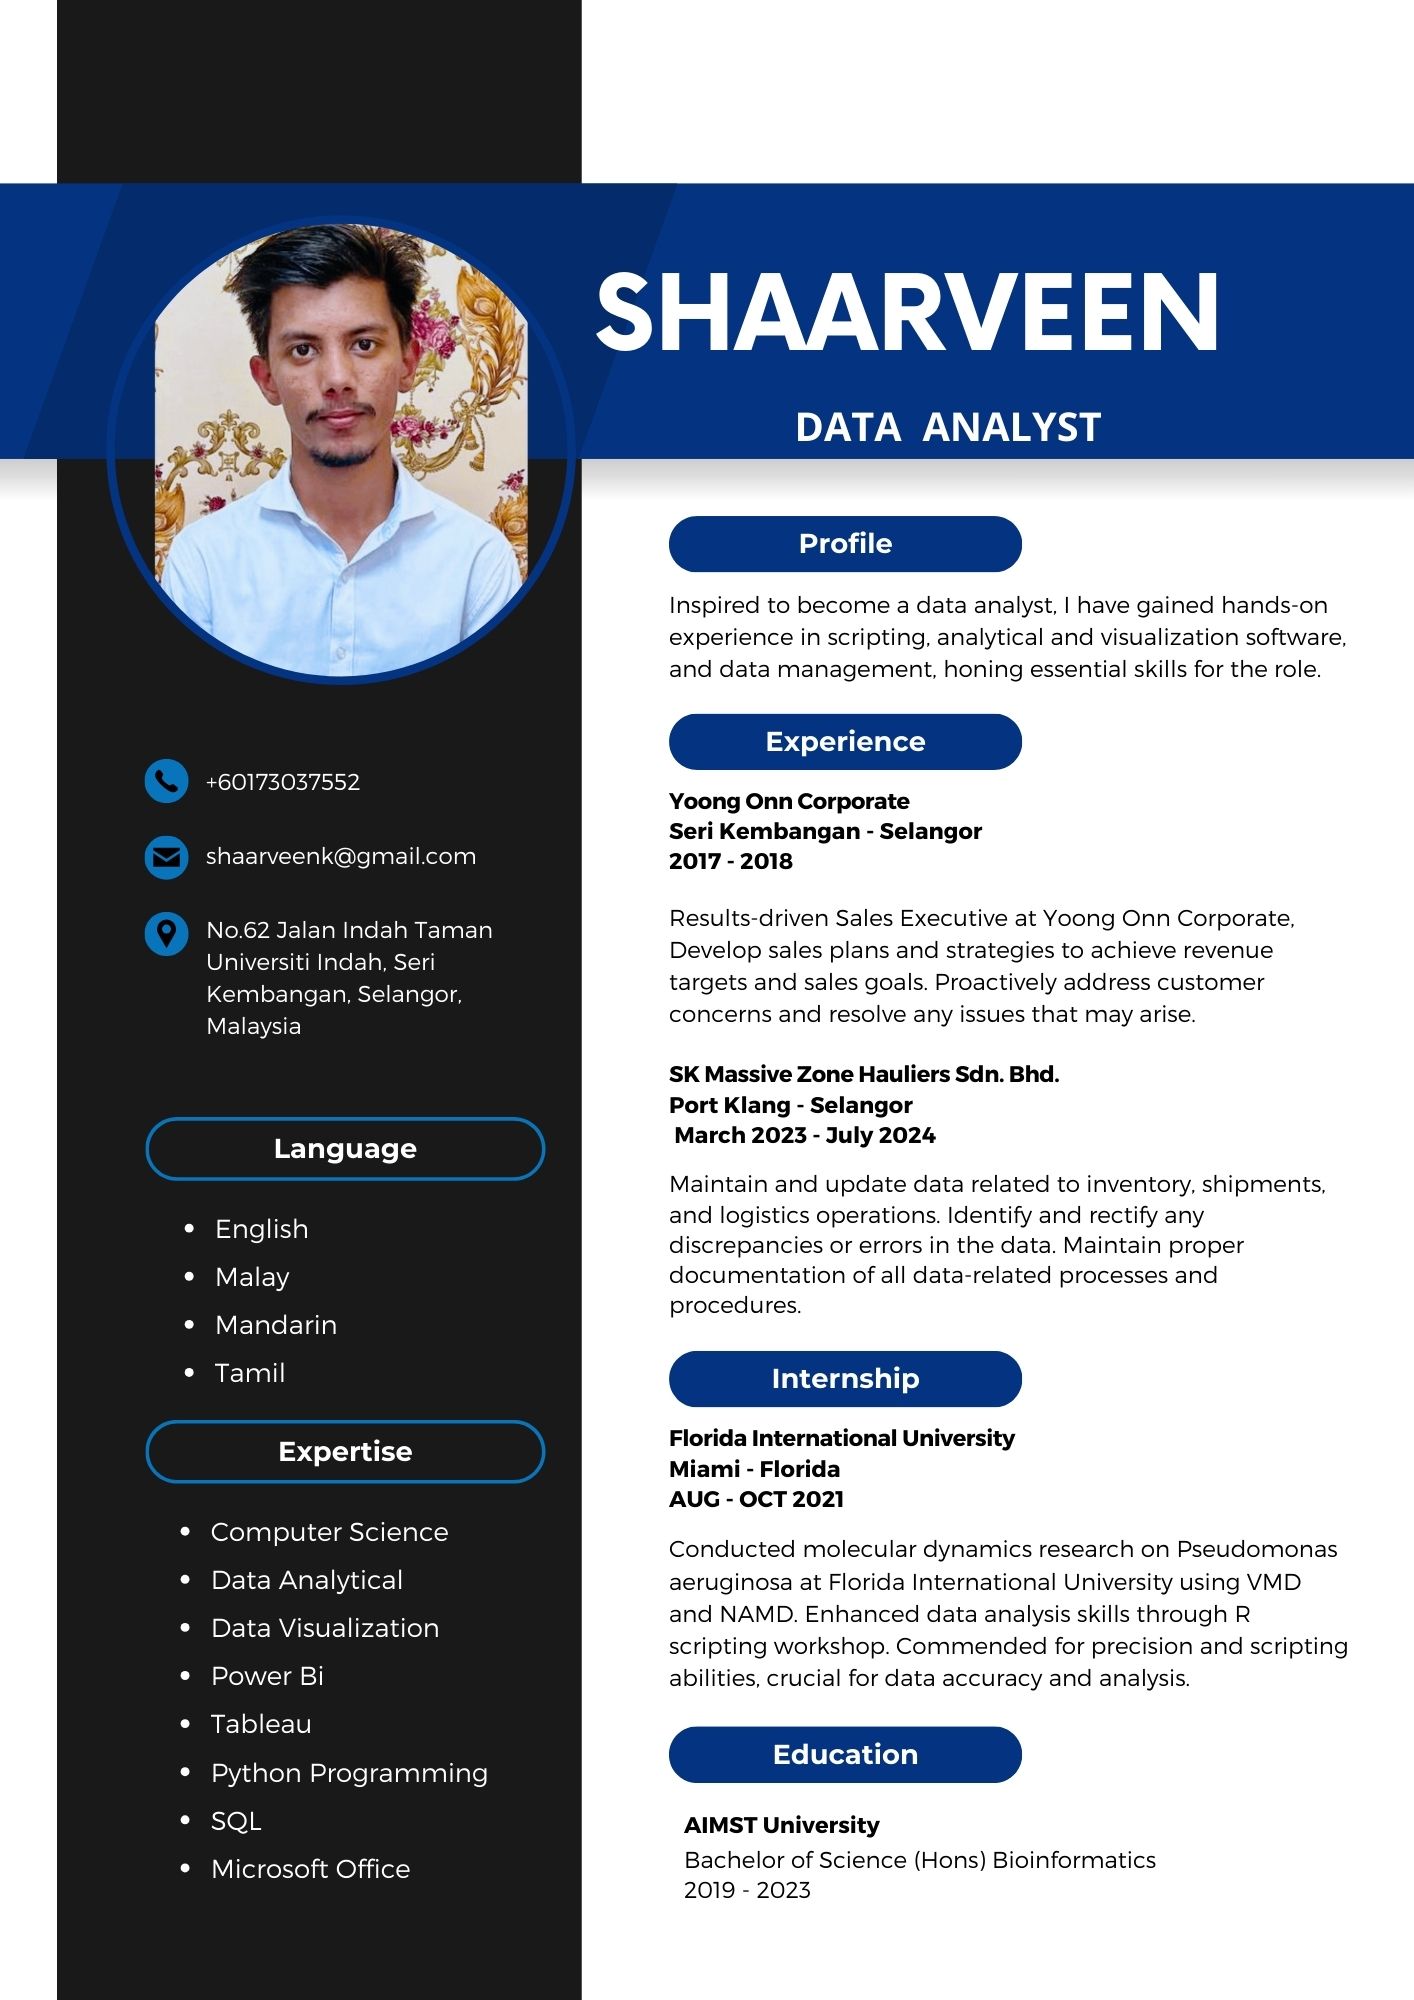 SHAARVEEN
DATA ANALYST
+60173037552
shaarveenk@gmail.com
No.62 Jalan Indah Taman
Universiti Indah, Seri
Kembangan, Selangor,
Malaysia
Language
• English
• Malay
• Mandarin
• Tamil
Expertise
• Computer Science
• Data Analytical
• Data Visualization
• Power Bi
• Tableau
• Python Programming
• SQL
• Microsoft Office
Profile
Inspired to become a data analyst, I have gained hands-on
experience in scripting, analytical and visualization software,
and data management, honing essential skills for the role.
Experience
Yoong Onn Corporate
Seri Kembangan - Selangor
2017 - 2018
Results-driven Sales Executive at Yoong Onn Corporate,
Develop sales plans and strategies to achieve revenue
targets and sales goals. Proactively address customer
concerns and resolve any issues that may arise.
SK Massive Zone Hauliers Sdn. Bhd.
Port Klang - Selangor
March 2023 - July 2024
Maintain and update data related to inventory, shipments,
and logistics operations. Identify and rectify any
discrepancies or errors in the data. Maintain proper
documentation of all data-related processes and
procedures.
Internship
Florida International University
Miami - Florida
AUG - OCT 2021
Conducted molecular dynamics research on Pseudomonas
aeruginosa at Florida International University using VMD
and NAMD. Enhanced data analysis skills through R
scripting workshop. Commended for precision and scripting
abilities, crucial for data accuracy and analysis.
Education
AIMST University
Bachelor of Science (Hons) Bioinformatics
2019 - 2023